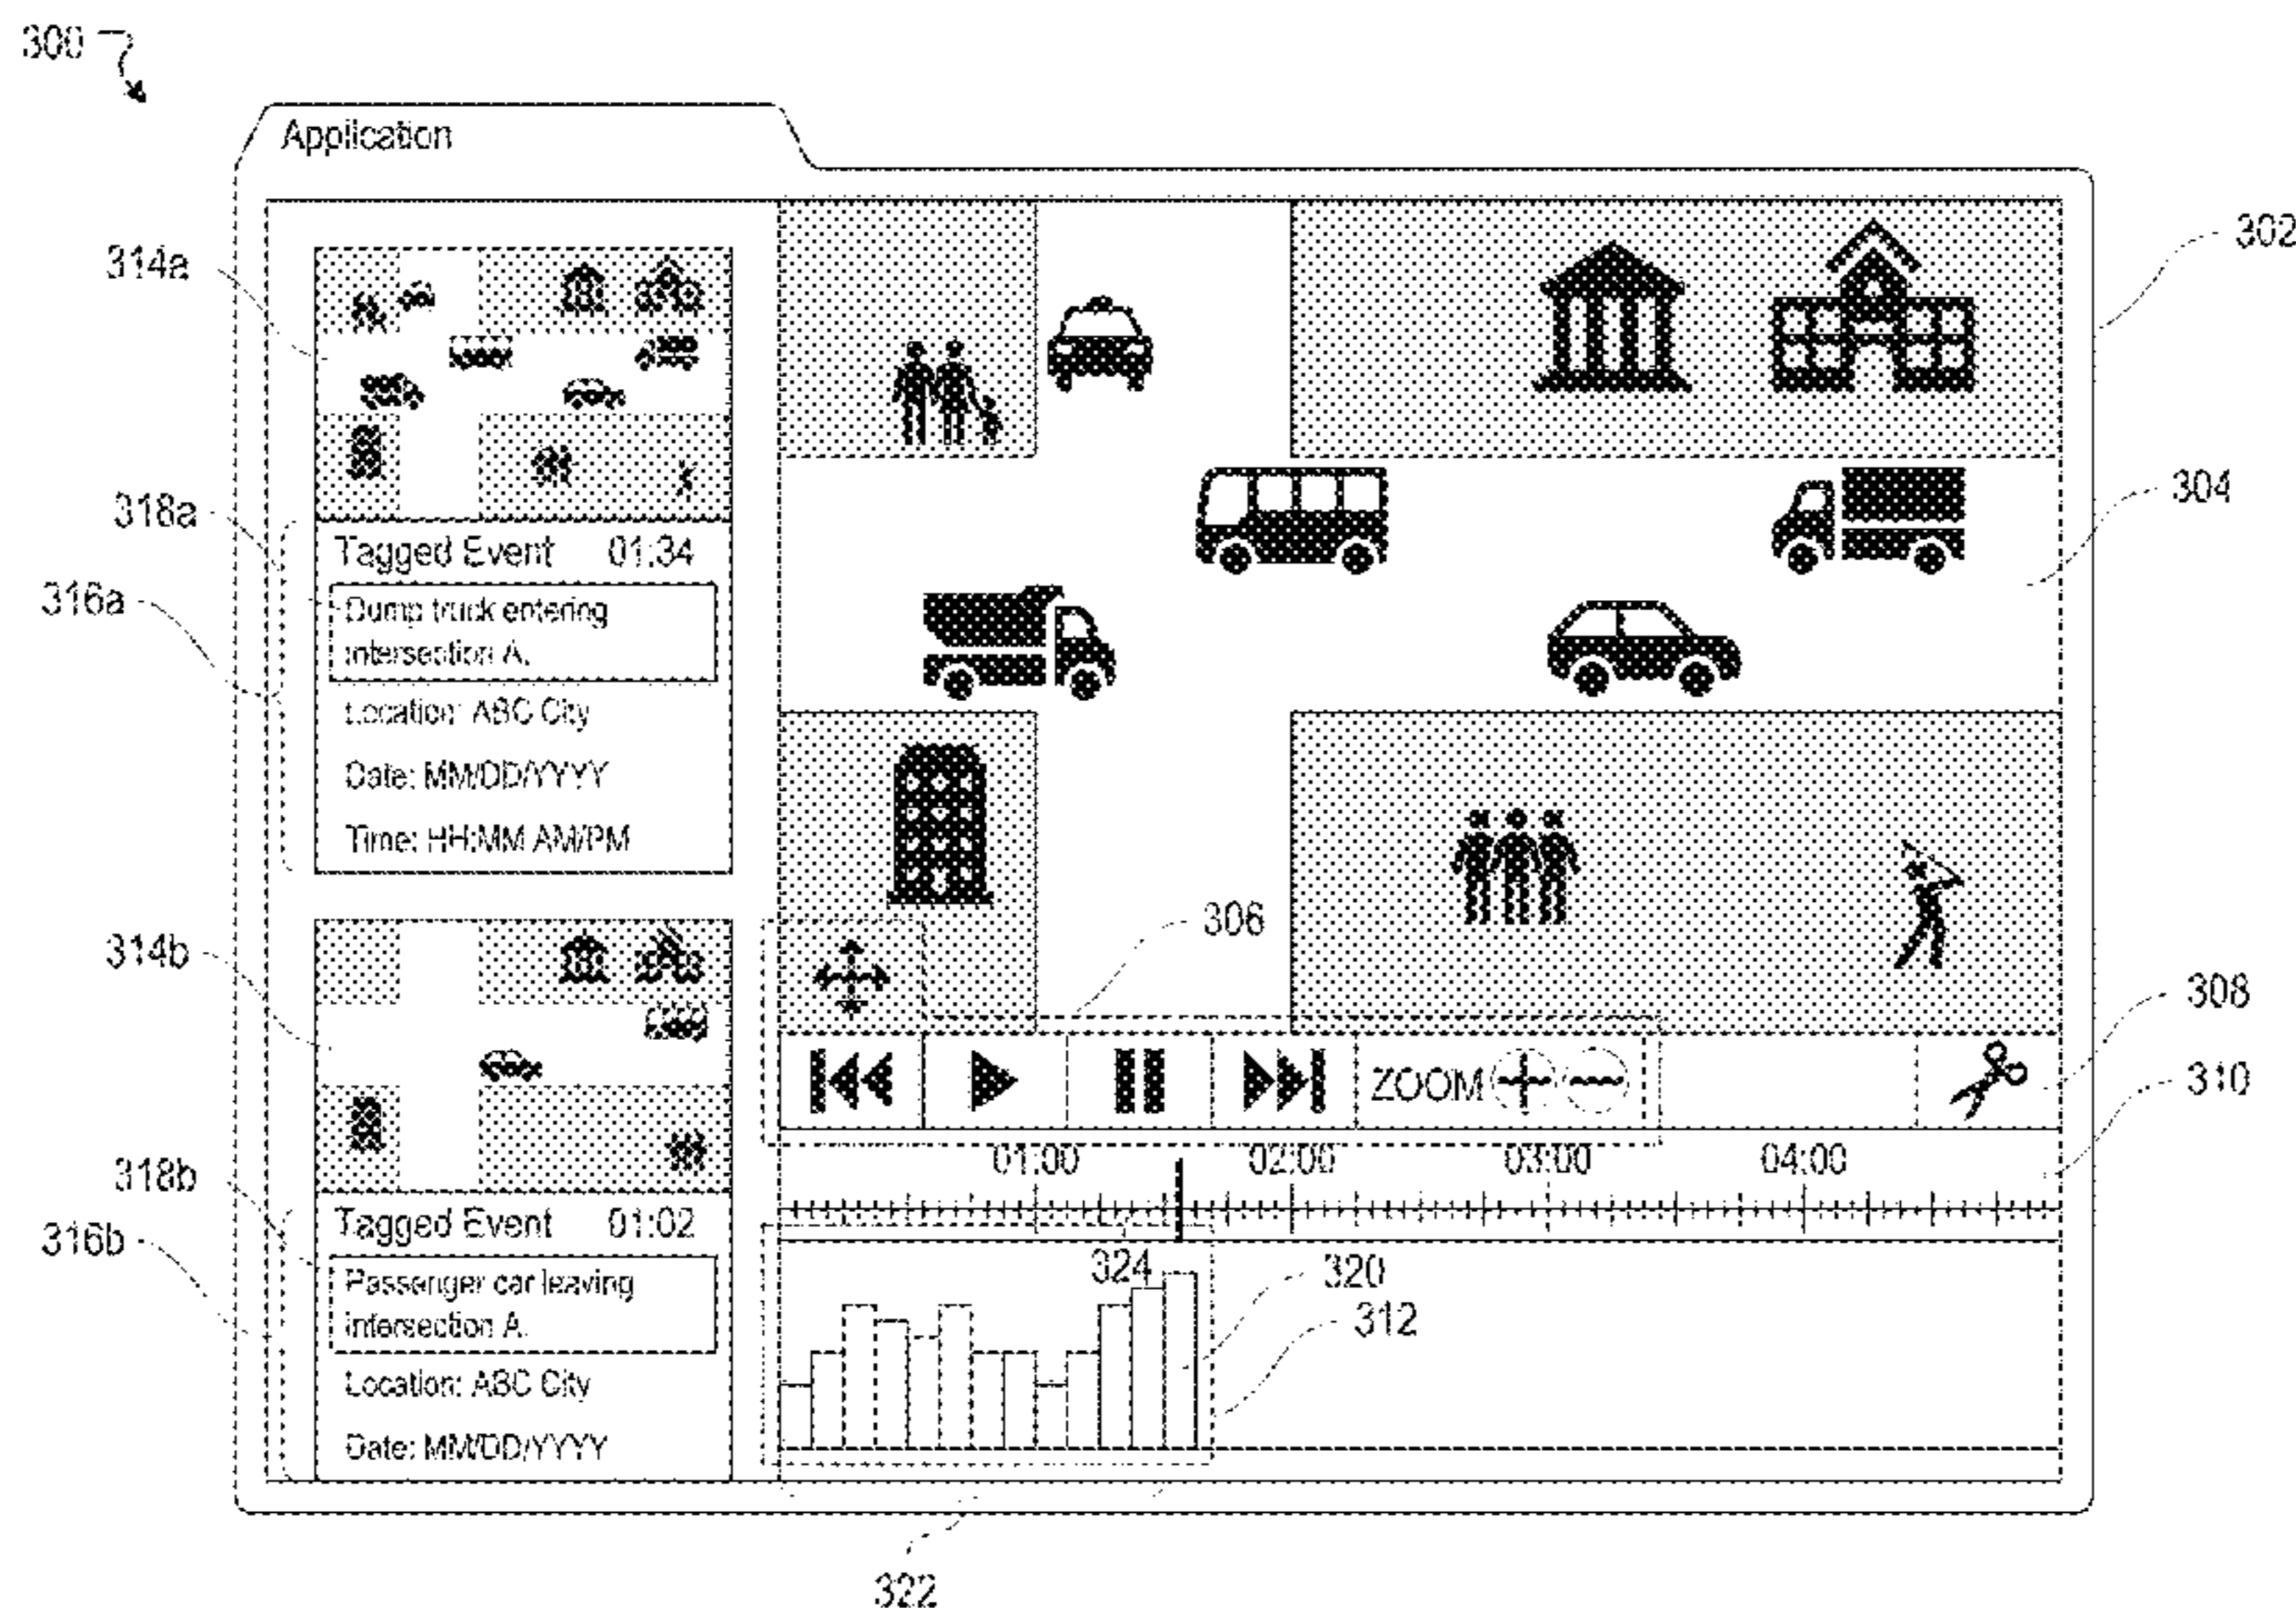 300
Application
302
314a
304
318a
Tagged Event 01:34
316a
Dump truck entering
intersection A.
Location: ABC City
Date: MM/DD/YYYY
Time: HH:MM AM/PM
306
314b
308
ZOOM
310
01:00 02:00 03:00 04:00
318b
316b
Tagged Event 01:02
Passenger car leaving
intersection A.
Location: ABC City
Date: MM/DD/YYYY
324
320
312
322